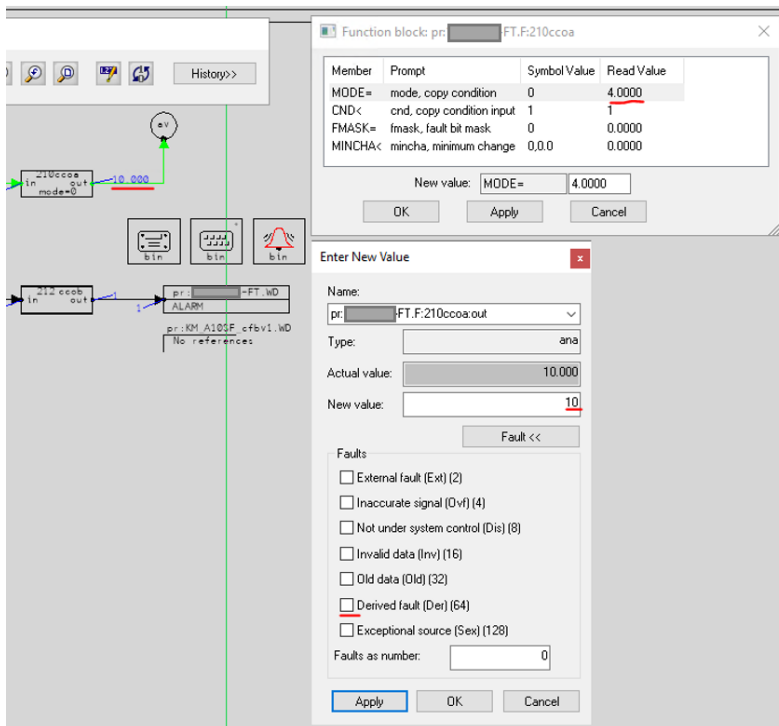 History>>
av
210ccoa
in out
mode=0
10.000
bin bin bin
212 ccob
in out
1
1
pr: -FT.WD
ALARM
pr:KM_A10SF_cfbv1.WD
No references
Function block: pr: -FT.F:210ccoa
Member Prompt Symbol Value Read Value
MODE= mode, copy condition 0 4.0000
CND< cnd, copy condition input 1 1
FMASK= fmask, fault bit mask 0 0.0000
MINCHA< mincha, minimum change 0,0.0 0.0000
New value: MODE= 4.0000
OK Apply Cancel
Enter New Value x
Name:
pr: -FT.F:210ccoa:out
Type: ana
Actual value: 10.000
New value: 10
Fault <<
Faults
External fault (Ext) (2)
Inaccurate signal (Ovf) (4)
Not under system control (Dis) (8)
Invalid data (Inv) (16)
Old data (Old) (32)
Derived fault (Der) (64)
Exceptional source (Sex) (128)
Faults as number: 0
Apply OK Cancel